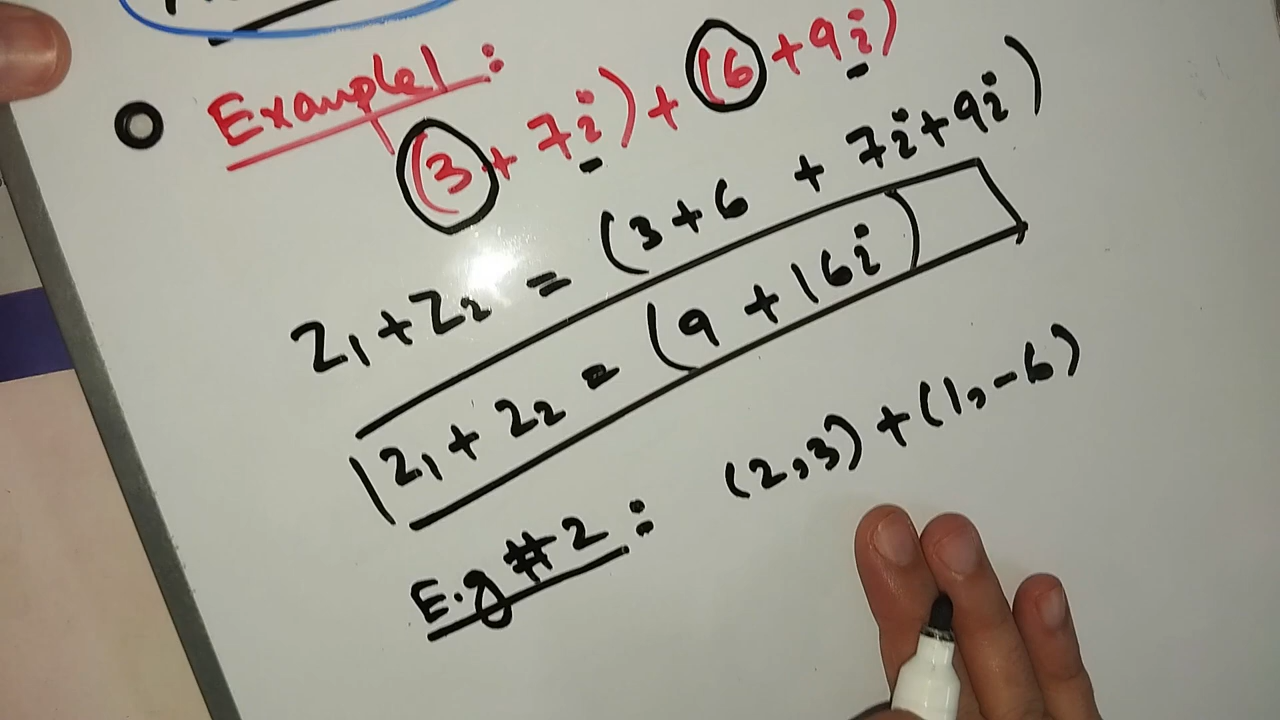 Example1 :
(3 + 7i) + (6 + 9i)
Z1+Z2 = (3+6 + 7i+9i)
Z1+Z2 = (9 + 16i)
E.g #2 : (2,3)+(1,-6)